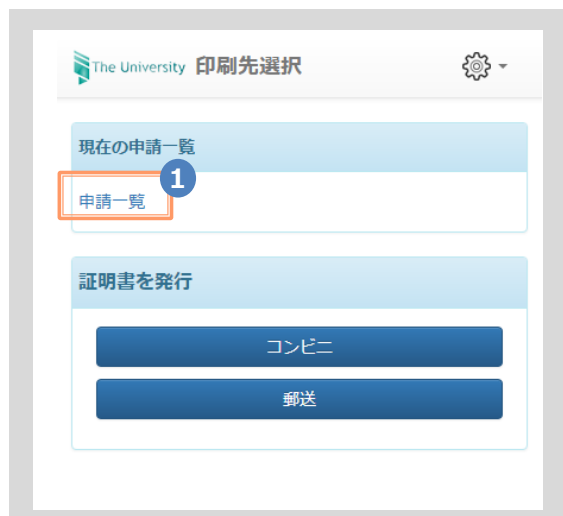 The University 印刷先選択
現在の申請一覧
1
申請一覧
証明書を発行
コンビニ
郵送